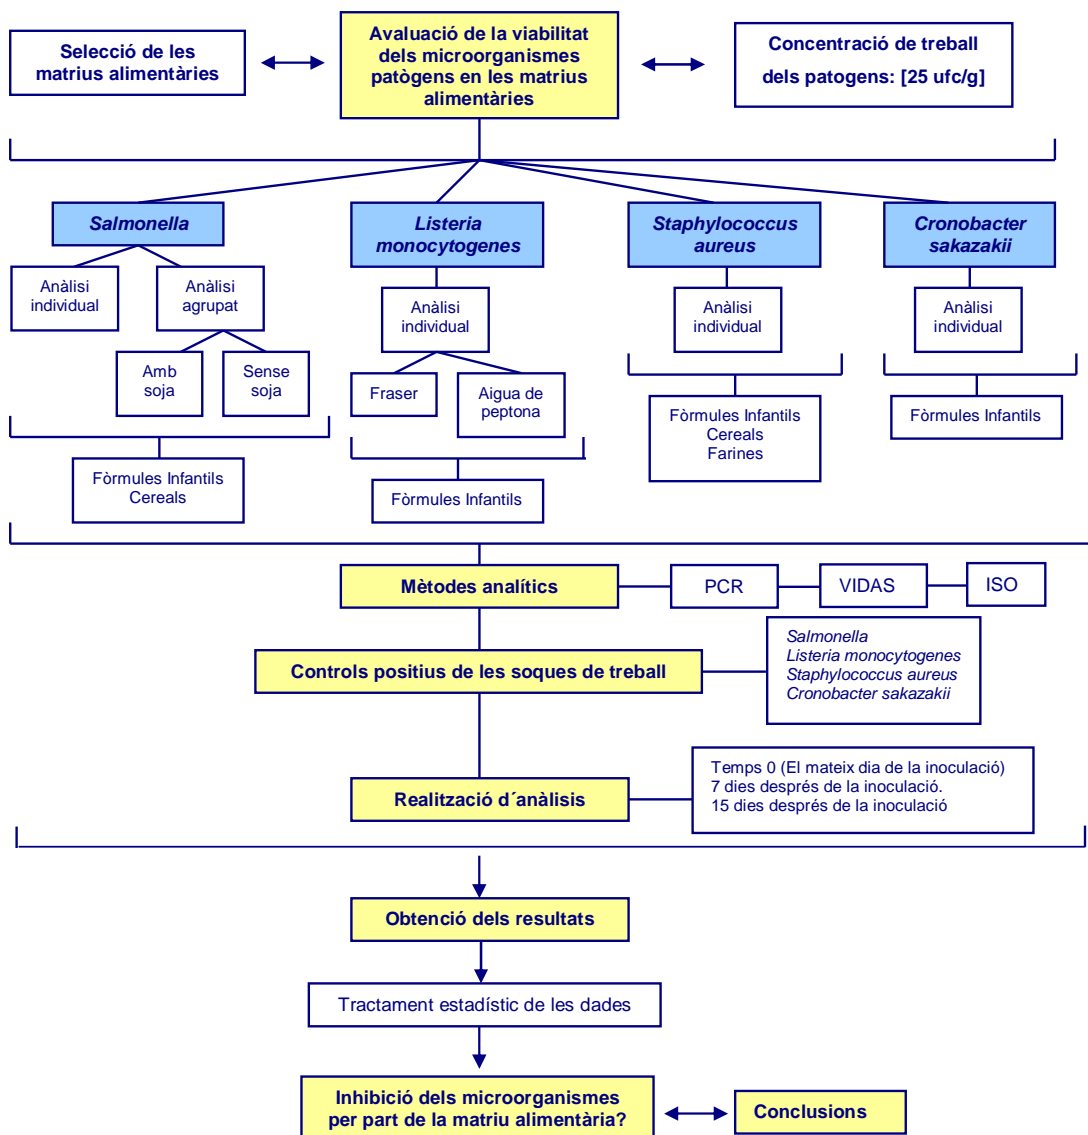 Selecció de les
matrius alimentàries
Avaluació de la viabilitat
dels microorganismes
patògens en les matrius
alimentàries
Concentració de treball
dels patogens: [25 ufc/g]
Salmonella
Listeria
monocytogenes
Staphylococcus
aureus
Cronobacter
sakazakii
Anàlisi
individual
Anàlisi
agrupat
Anàlisi
individual
Anàlisi
individual
Anàlisi
individual
Amb
soja
Sense
soja
Fraser
Aigua de
peptona
Fòrmules Infantils
Cereals
Farines
Fòrmules Infantils
Fòrmules Infantils
Cereals
Fòrmules Infantils
Mètodes analítics
PCR
VIDAS
ISO
Controls positius de les soques de treball
Salmonella
Listeria monocytogenes
Staphylococcus aureus
Cronobacter sakazakii
Realització d´anàlisis
Temps 0 (El mateix dia de la inoculació)
7 dies després de la inoculació.
15 dies després de la inoculació
Obtenció dels resultats
Tractament estadístic de les dades
Inhibició dels microorganismes
per part de la matriu alimentària?
Conclusions